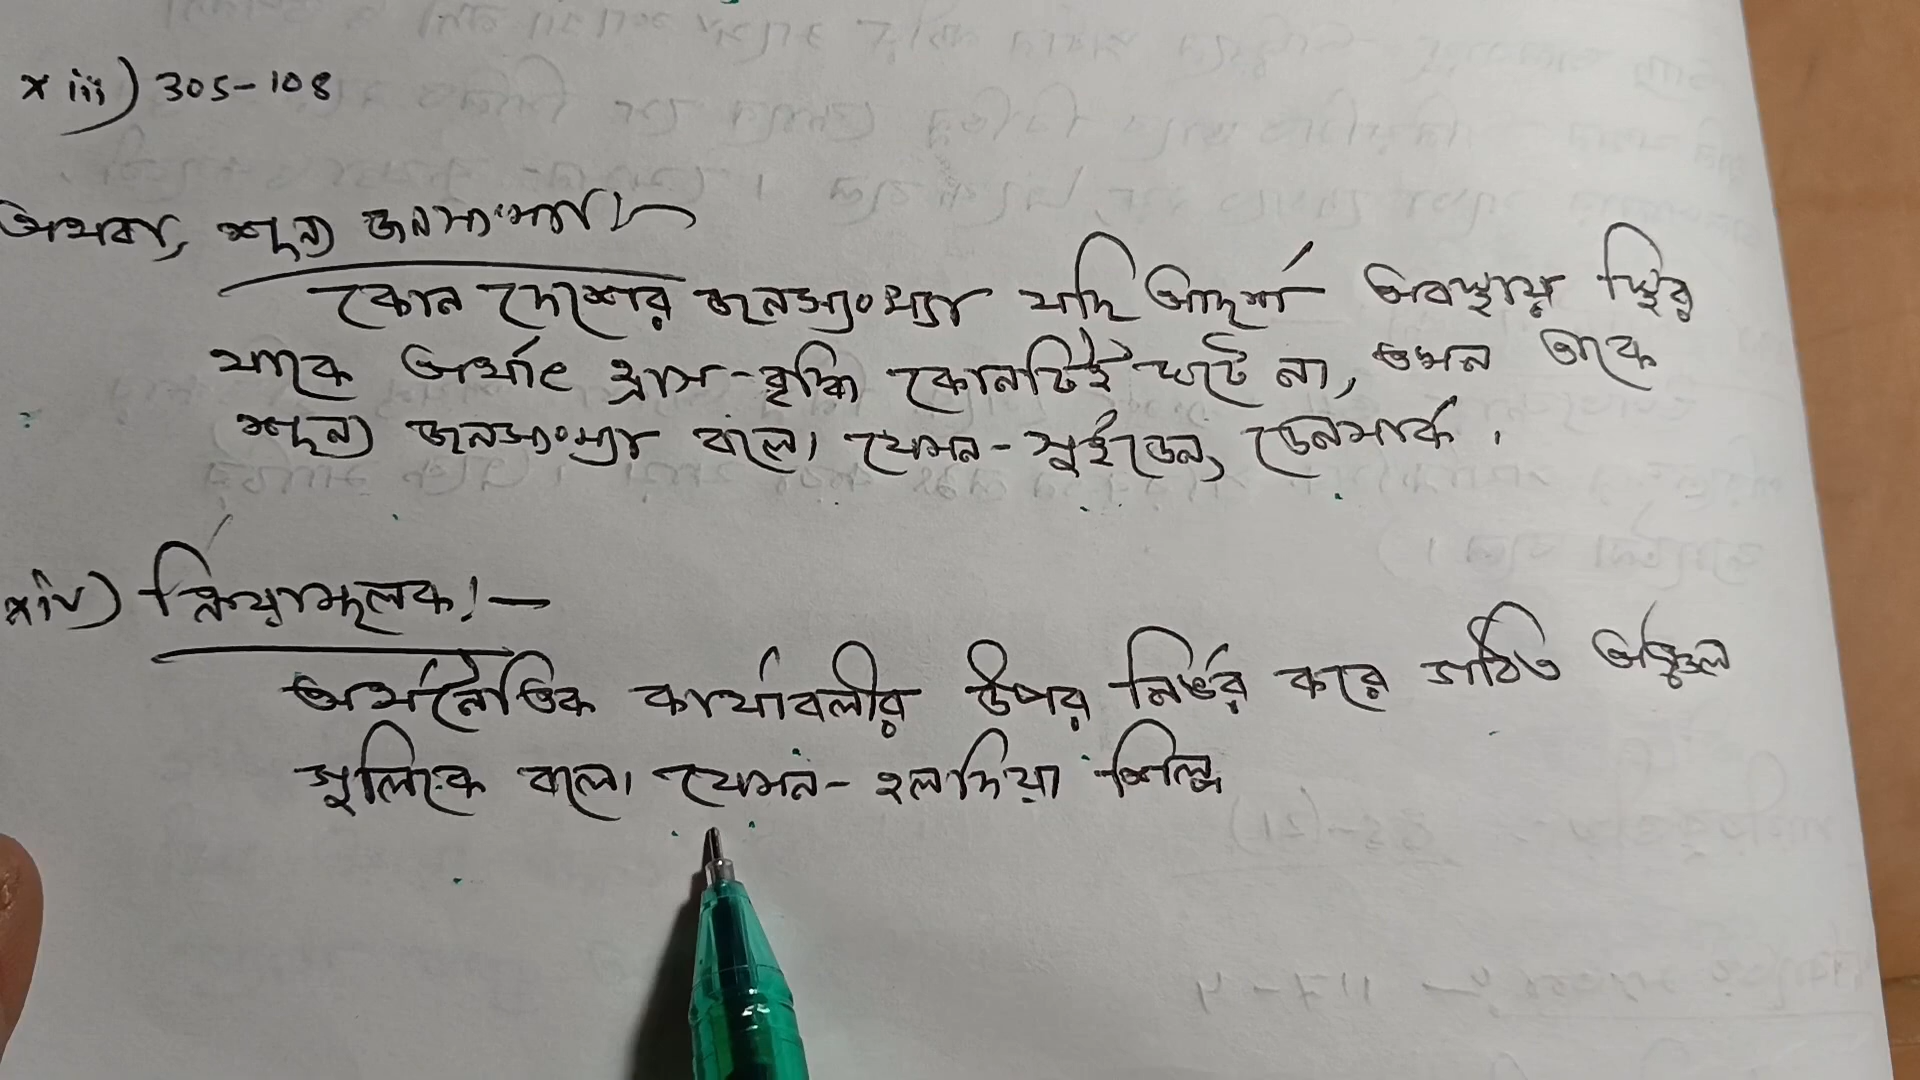 xiii) 305-108
অথবা, শূন্য জনসংখ্যা:-
কোন দেশের জনসংখ্যা যদি আদর্শ অবস্থায় স্থির
থাকে অর্থাৎ হ্রাস-বৃদ্ধি কোনটিই ঘটে না, তখন তাকে
শূন্য জনসংখ্যা বলে। যেমন-সুইডেন, ডেনমার্ক।
xiv) ক্রিয়ামূলক:-
অর্থনৈতিক কার্যাবলীর উপর নির্ভর করে গঠিত অঞ্চল
গুলিকে বলে। যেমন- হলদিয়া শিল্প